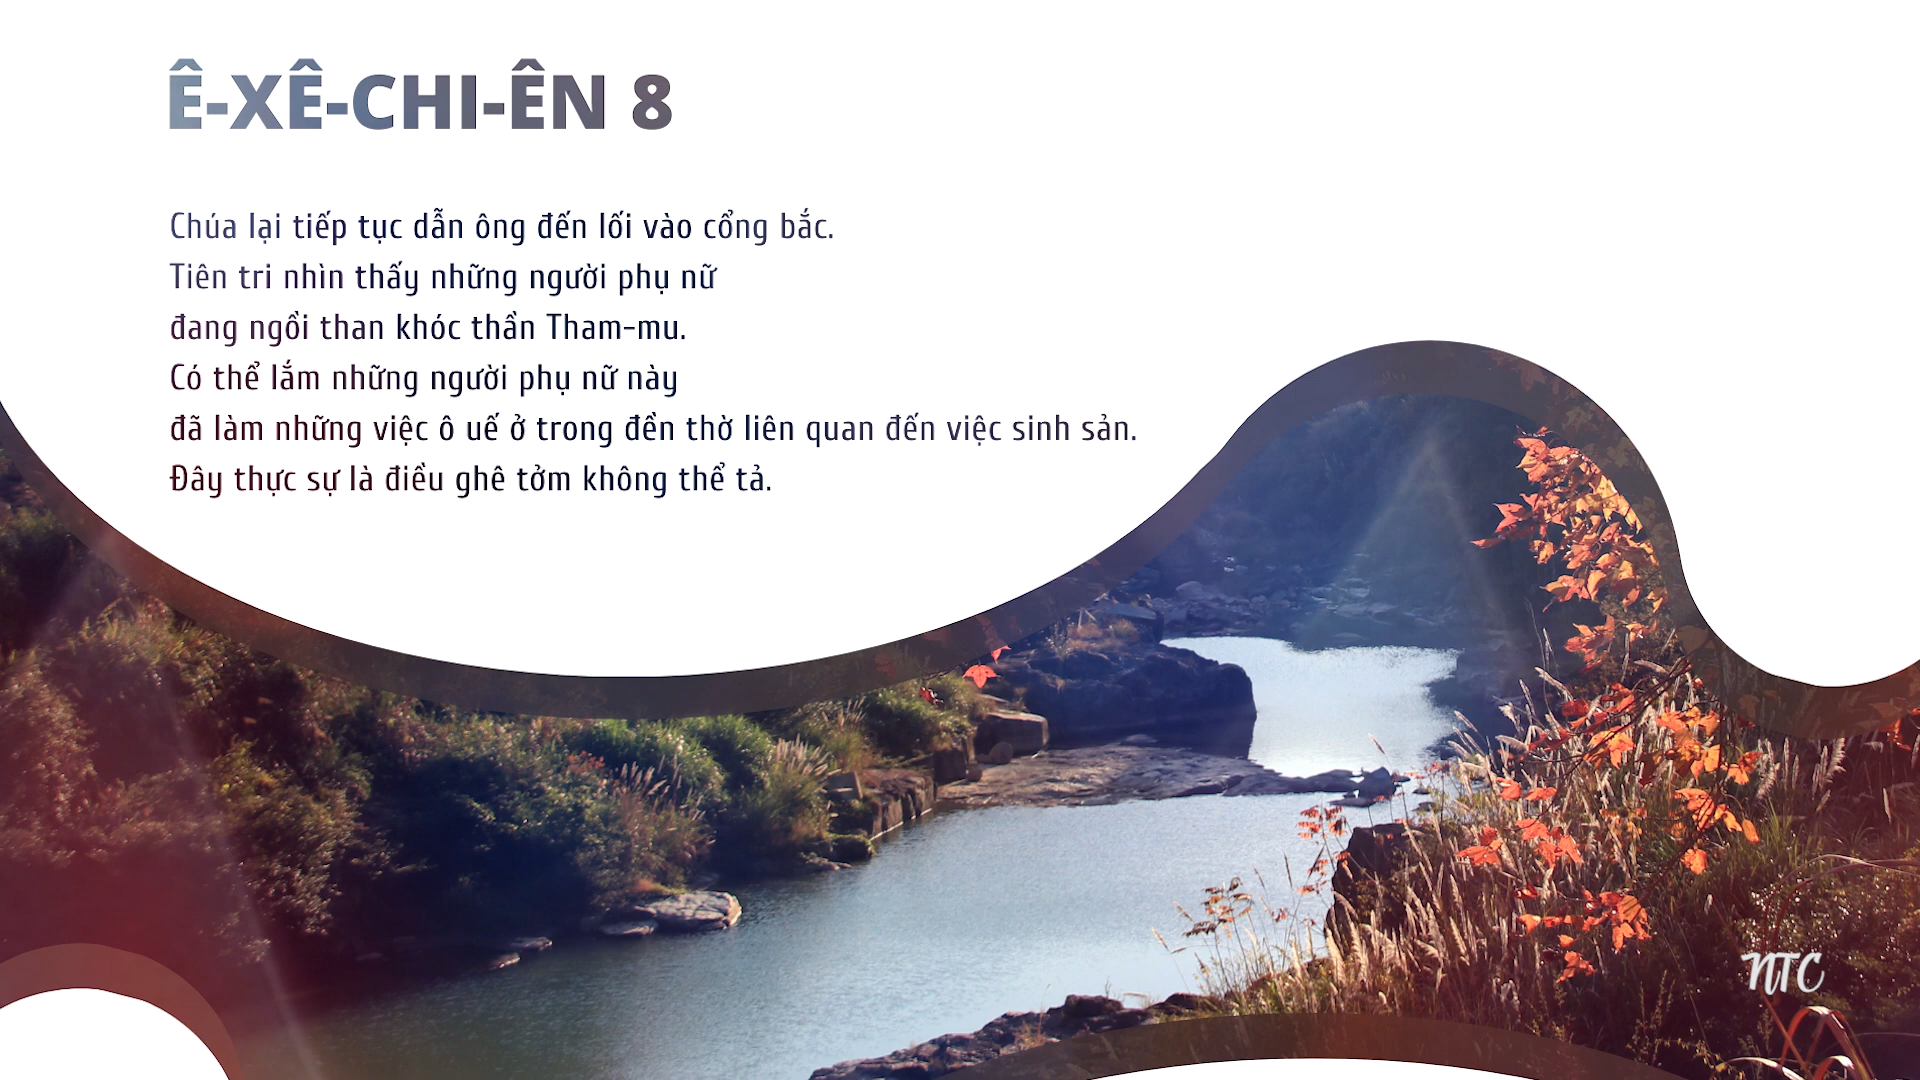 Ê-XÊ-CHI-ÊN 8
Chúa lại tiếp tục dẫn ông đến lối vào cổng bắc.
Tiên tri nhìn thấy những người phụ nữ
đang ngồi than khóc thần Tham-mu.
Có thể lắm những người phụ nữ này
đã làm những việc ô uế ở trong đền thờ liên quan đến việc sinh sản.
Đây thực sự là điều ghê tởm không thể tả.
NTC